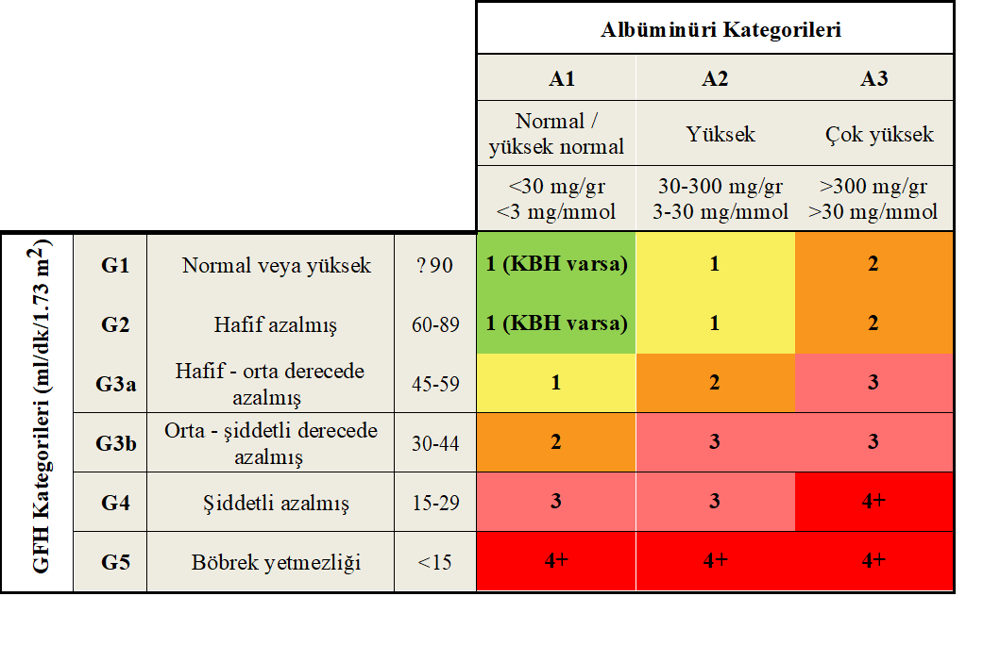 Albüminüri Kategorileri
A1 A2 A3
Normal /
yüksek normal
Yüksek
Çok yüksek
<30 mg/gr
<3 mg/mmol
30-300 mg/gr
3-30 mg/mmol
>300 mg/gr
>30 mg/mmol
GFH Kategorileri (ml/dk/1.73 m²)
G1 Normal veya yüksek ?90 1 (KBH varsa) 1 2
G2 Hafif azalmış 60-89 1 (KBH varsa) 1 2
G3a Hafif - orta derecede
azalmış
45-59 1 2 3
G3b Orta - şiddetli derecede
azalmış
30-44 2 3 3
G4 Şiddetli azalmış 15-29 3 3 4+
G5 Böbrek yetmezliği <15 4+ 4+ 4+